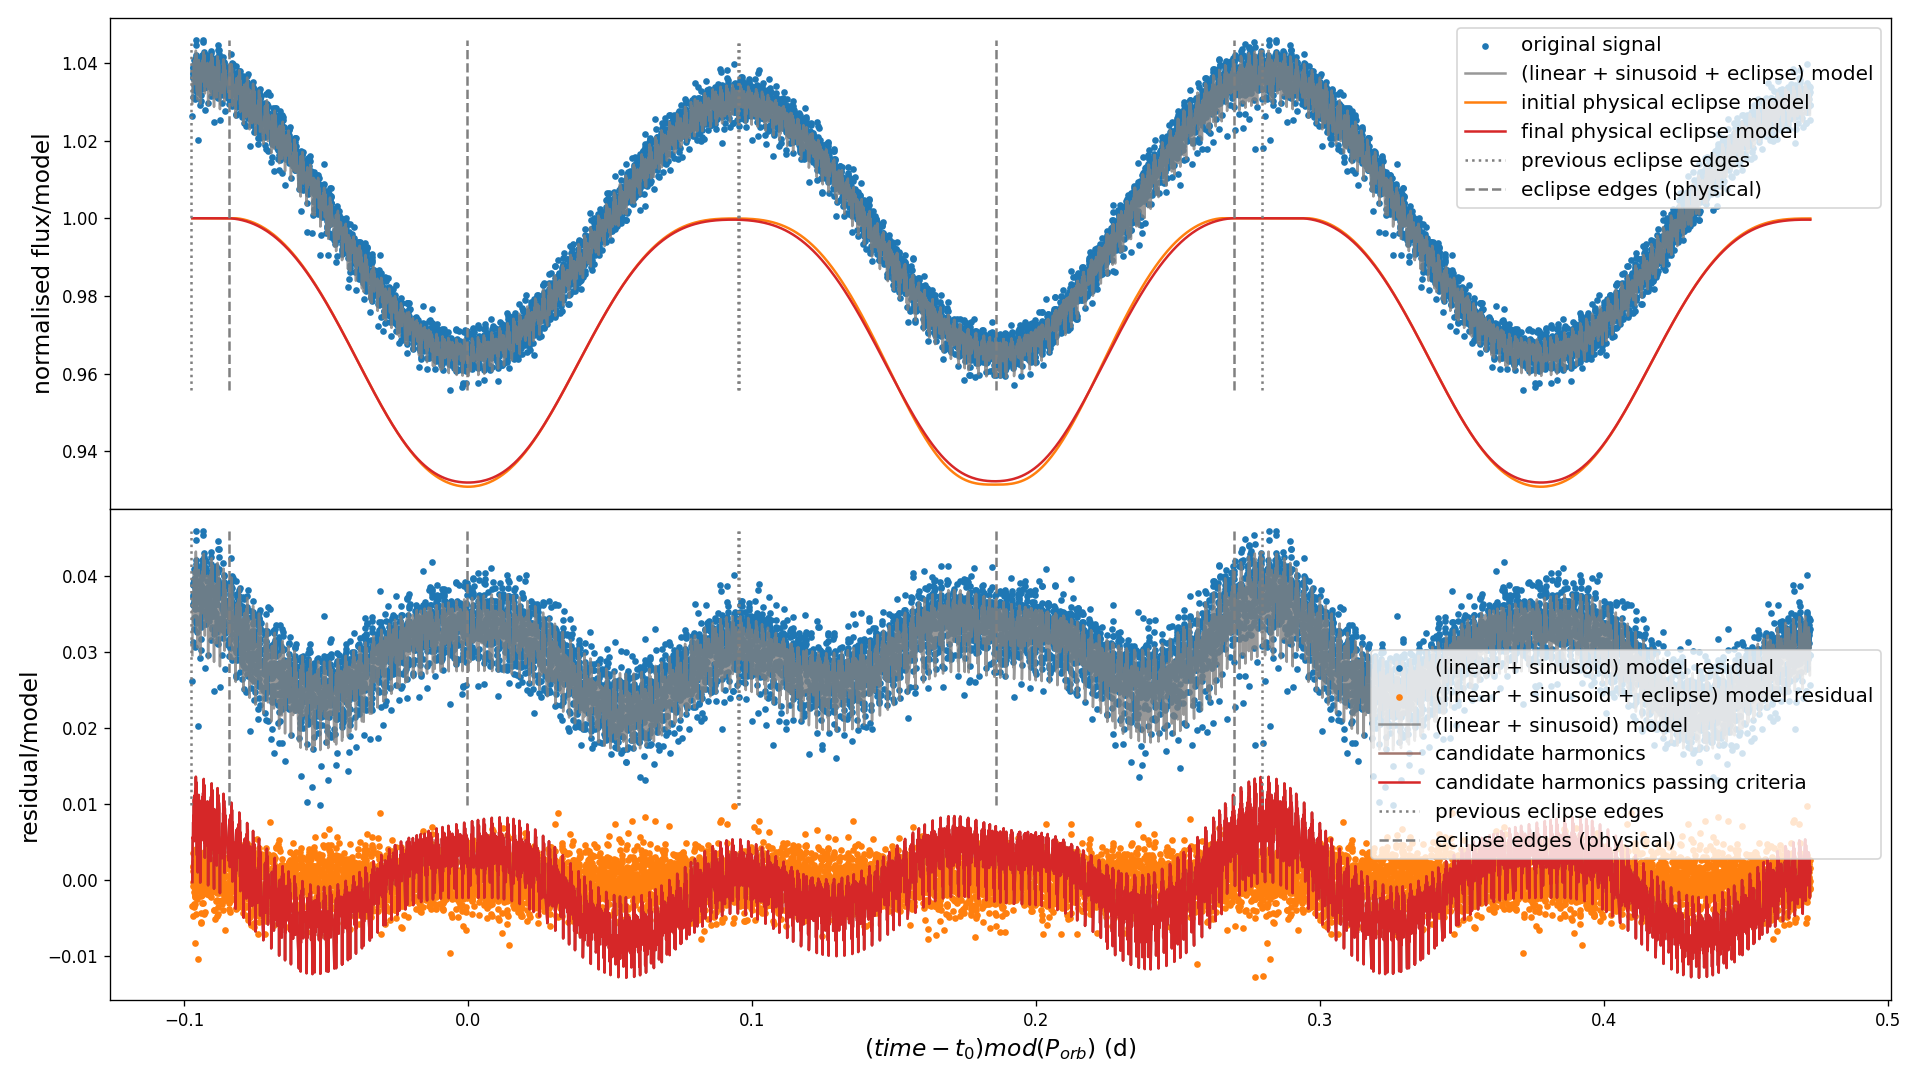 normalised flux/model
1.04
1.02
1.00
0.98
0.96
0.94
original signal
(linear + sinusoid + eclipse) model
initial physical eclipse model
final physical eclipse model
previous eclipse edges
eclipse edges (physical)
residual/model
0.04
0.03
0.02
0.01
0.00
−0.01
(linear + sinusoid) model residual
(linear + sinusoid + eclipse) model residual
(linear + sinusoid) model
candidate harmonics
candidate harmonics passing criteria
previous eclipse edges
eclipse edges (physical)
−0.1 0.0 0.1 0.2 0.3 0.4 0.5
(time − t₀)mod(Pₒᵣb) (d)